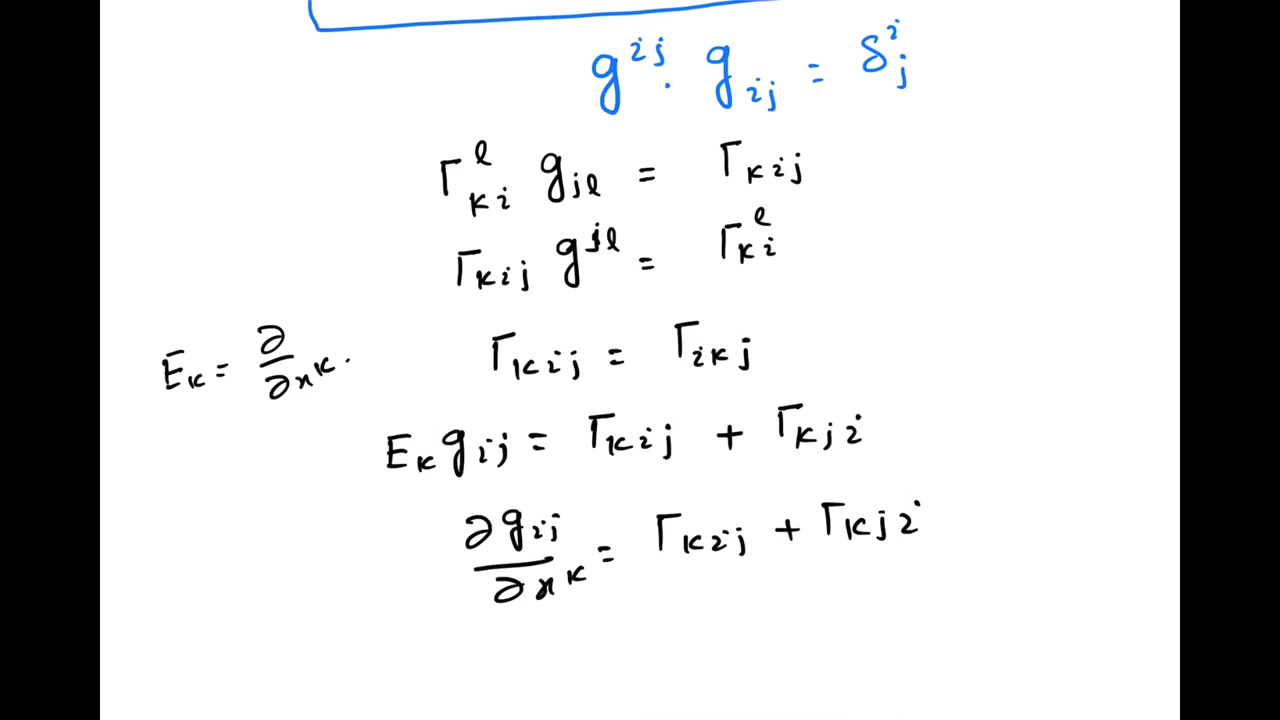 g^{ij} · g_{ij} = δ^i_j
Γ^ℓ_{ki} g_{jℓ} = Γ_{kij}
Γ_{kij} g^{jℓ} = Γ_{ki}^ℓ
E_k = ∂/∂x^k . Γ_{kij} = Γ_{ikj}
E_k g_{ij} = Γ_{kij} + Γ_{kji}
∂g_{ij}/∂x^k = Γ_{kij} + Γ_{kji}